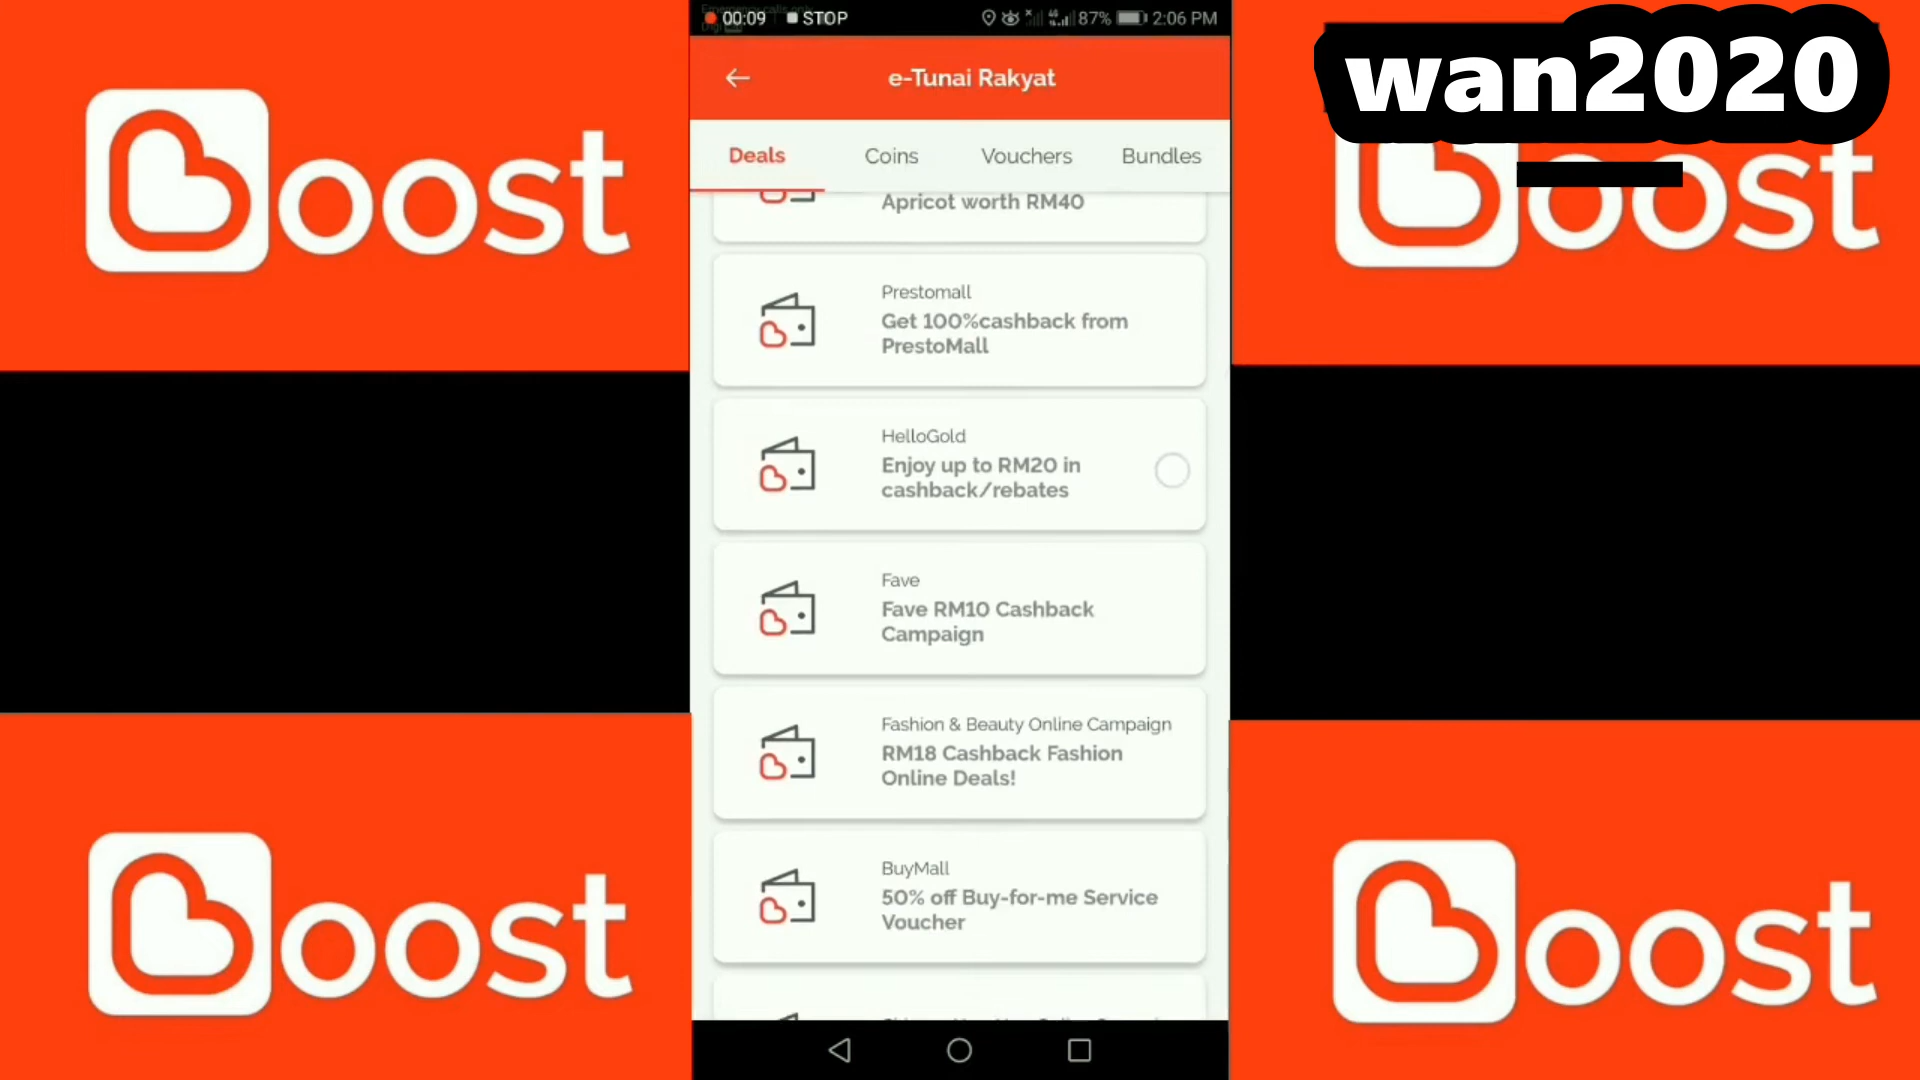 00:09 STOP 87% 2:06 PM
wan2020
e-Tunai Rakyat
Deals Coins Vouchers Bundles
Boost
Boost
Apricot worth RM40
Prestomall
Get 100%cashback from
PrestoMall
HelloGold
Enjoy up to RM20 in
cashback/rebates
Fave
Fave RM10 Cashback
Campaign
Fashion & Beauty Online Campaign
RM18 Cashback Fashion
Online Deals!
BuyMall
50% off Buy-for-me Service
Voucher
Boost
Boost